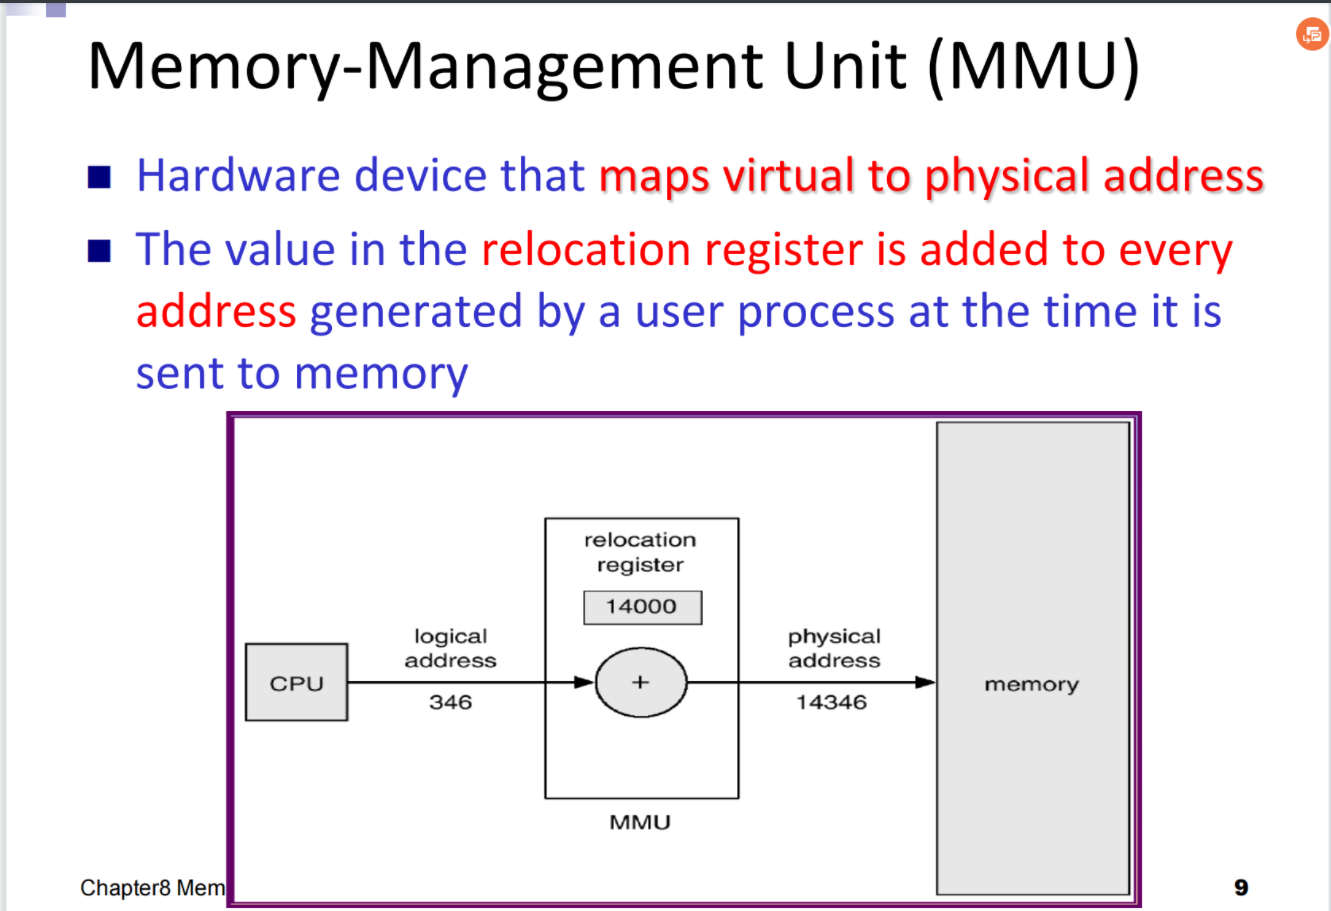 Memory-Management Unit (MMU)
Hardware device that maps virtual to physical address
The value in the relocation register is added to every
address generated by a user process at the time it is
sent to memory
relocation
register
14000
logical
address
346
CPU
+
physical
address
14346
memory
MMU
Chapter8 Mem
9